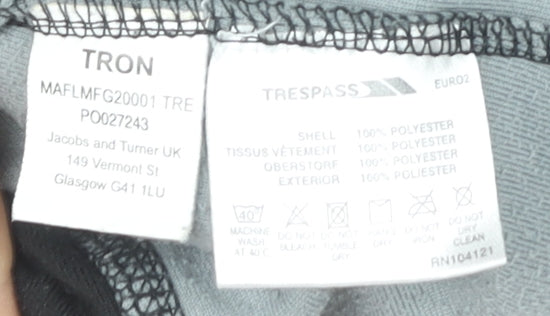 TRON
MAFLMFG20001 TRE
PO027243
Jacobs and Turner UK
149 Vermont St
Glasgow G41 1LU
TRESPASS
EURO2
SHELL 100% POLYESTER
TISSUS VÊTEMENT 100% POLYESTER
OBERSTOFF 100% POLYESTER
EXTERIOR 100% POLIESTER
40
MACHINE WASH AT 40 C
DO NOT BLEACH
DO NOT TUMBLE DRY
DRIP DRY
DO NOT IRON
DO NOT DRY CLEAN
RN104121